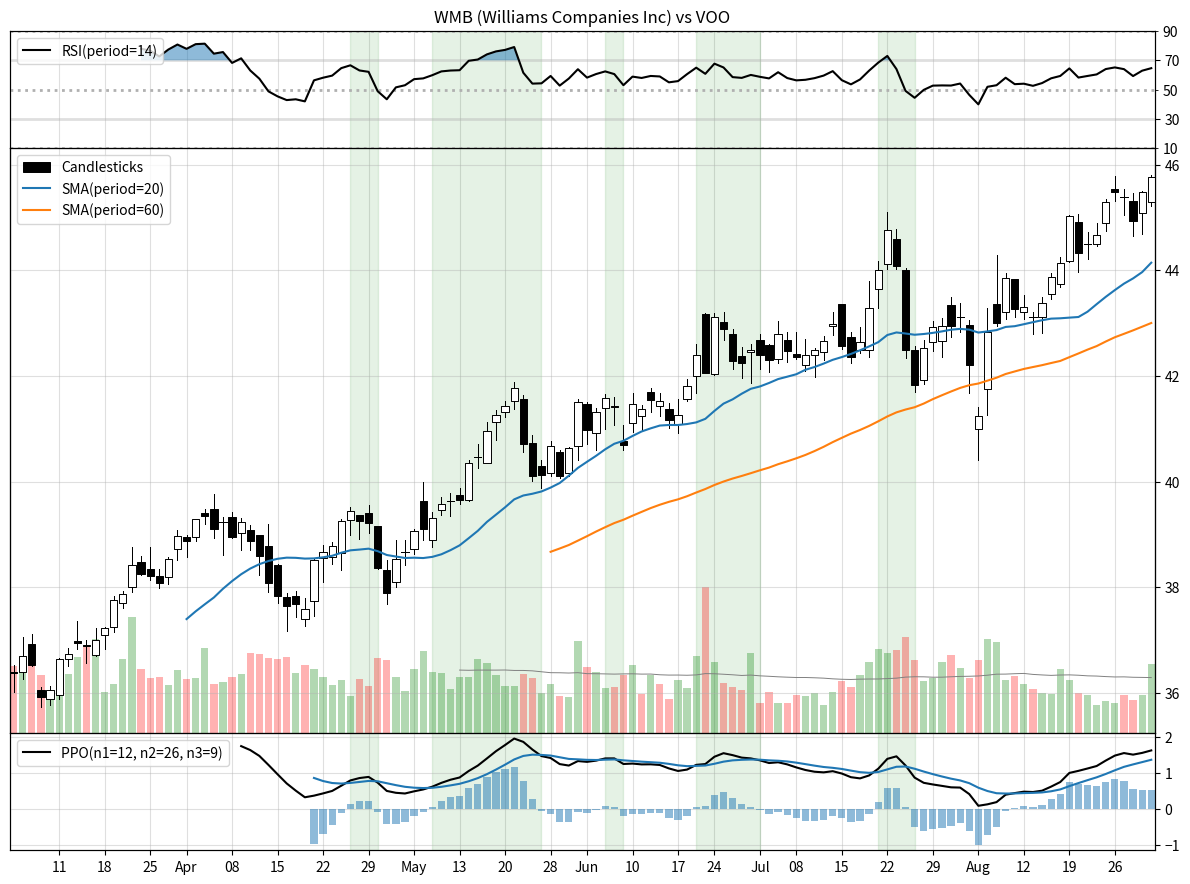 WMB (Williams Companies Inc) vs VOO
RSI(period=14)
90
70
50
30
10
Candlesticks
SMA(period=20)
SMA(period=60)
46
44
42
40
38
36
PPO(n1=12, n2=26, n3=9)
2
1
0
−1
11 18 25 Apr 08 15 22 29 May 13 20 28 Jun 10 17 24 Jul 08 15 22 29 Aug 12 19 26